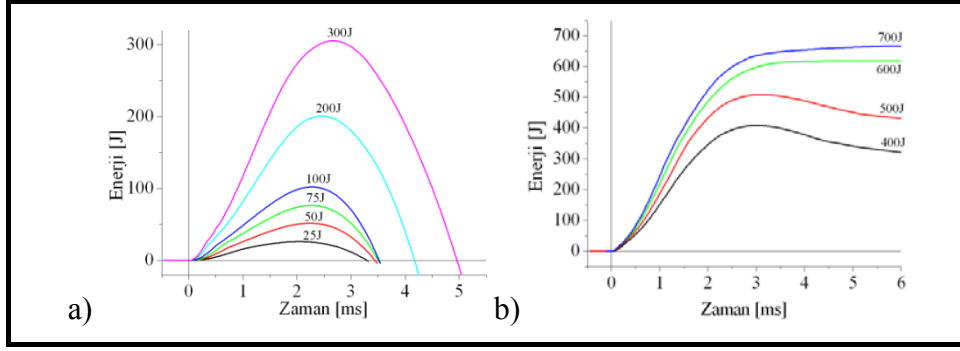 300J
300
200J
200
Enerji [J]
100J
100
75J
50J
25J
0
0 1 2 3 4 5
Zaman [ms]
a)
700J
700
600
600J
500
500J
400
400J
Enerji [J]
300
200
100
0
0 1 2 3 4 5 6
Zaman [ms]
b)